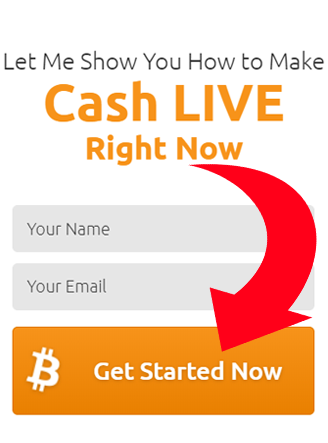 Let Me Show You How to Make
Cash LIVE
Right Now
Your Name
Your Email
Get Started Now